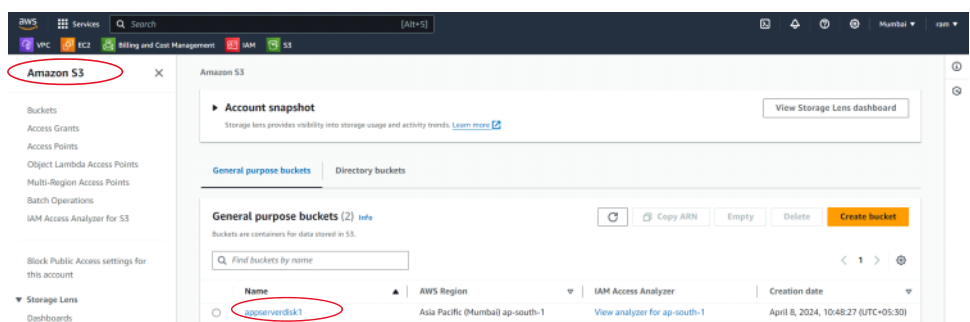 aws Services Search [Alt+S] Mumbai ▼ ram ▼
VPC EC2 Billing and Cost Management IAM S3
Amazon S3 ×
Amazon S3
Buckets
Access Grants
Access Points
Object Lambda Access Points
Multi-Region Access Points
Batch Operations
IAM Access Analyzer for S3
Block Public Access settings for
this account
▼ Storage Lens
Dashboards
► Account snapshot View Storage Lens dashboard
Storage lens provides visibility into storage usage and activity trends. Learn more
General purpose buckets Directory buckets
General purpose buckets (2) Info Copy ARN Empty Delete Create bucket
Buckets are containers for data stored in S3.
Find buckets by name < 1 >
Name ▲ AWS Region IAM Access Analyzer Creation date
appserverdisk1 Asia Pacific (Mumbai) ap-south-1 View analyzer for ap-south-1 April 8, 2024, 10:48:27 (UTC+05:30)